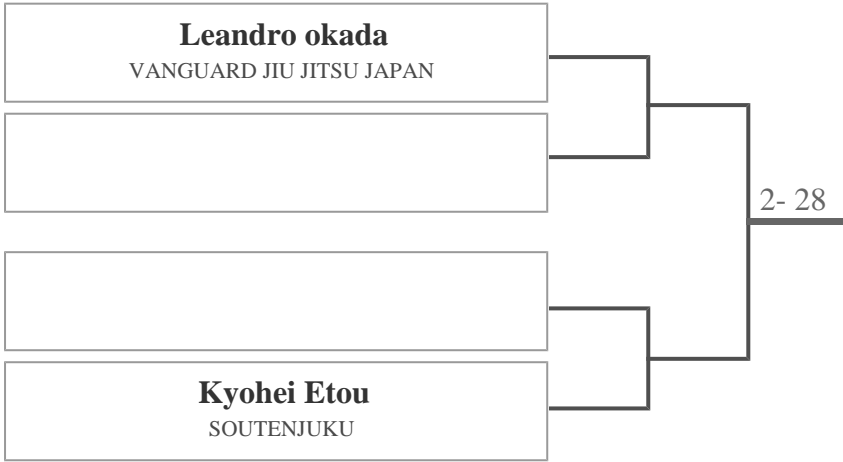 Leandro okada
VANGUARD JIU JITSU JAPAN
2- 28
Kyohei Etou
SOUTENJUKU